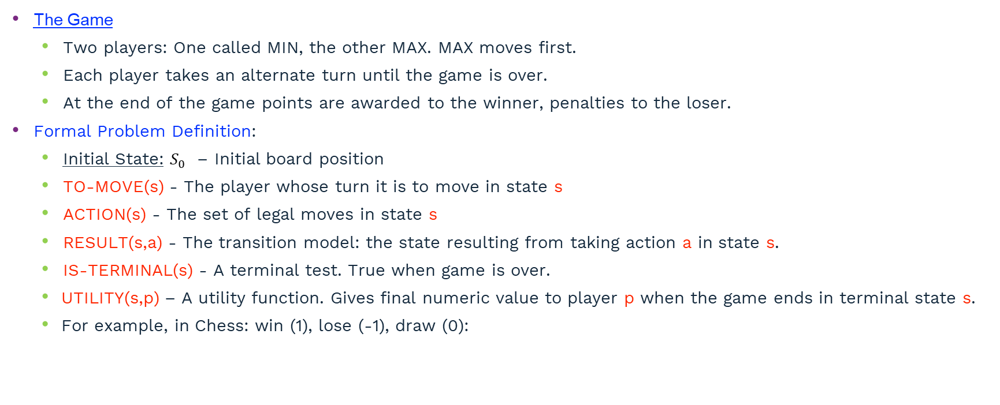 • The Game
• Two players: One called MIN, the other MAX. MAX moves first.
• Each player takes an alternate turn until the game is over.
• At the end of the game points are awarded to the winner, penalties to the loser.
• Formal Problem Definition:
• Initial State: S₀ – Initial board position
• TO-MOVE(s) - The player whose turn it is to move in state s
• ACTION(s) - The set of legal moves in state s
• RESULT(s,a) - The transition model: the state resulting from taking action a in state s.
• IS-TERMINAL(s) - A terminal test. True when game is over.
• UTILITY(s,p) – A utility function. Gives final numeric value to player p when the game ends in terminal state s.
• For example, in Chess: win (1), lose (-1), draw (0):